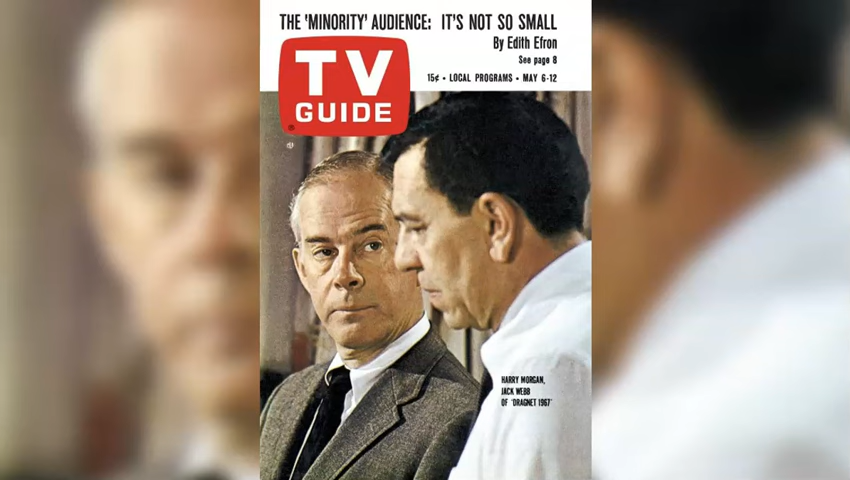 THE 'MINORITY' AUDIENCE: IT'S NOT SO SMALL
By Edith Efron
See page 8
TV
GUIDE
15¢ • LOCAL PROGRAMS • MAY 6-12
HARRY MORGAN,
JACK WEBB
OF 'DRAGNET 1967'